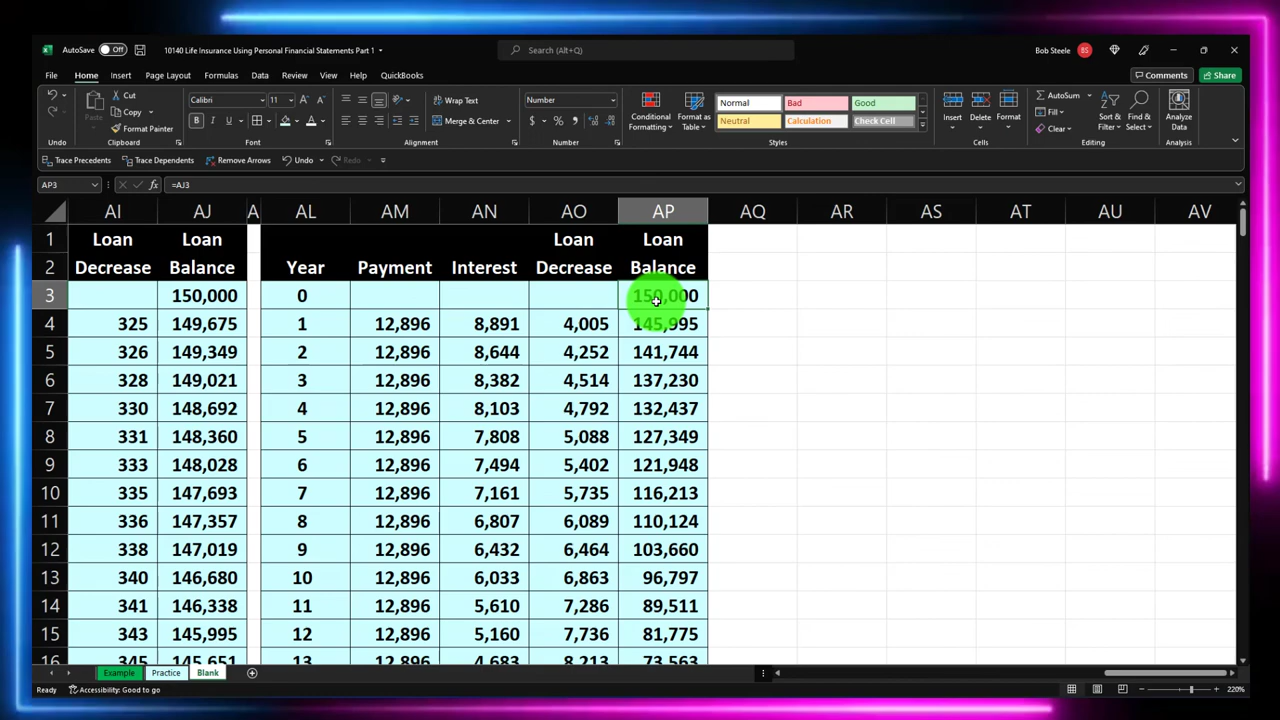 AutoSave Off 10140 Life Insurance Using Personal Financial Statements Part 1 Search (Alt+Q) Bob Steele BS
File Home Insert Page Layout Formulas Data Review View Help QuickBooks Comments Share
Cut Copy Format Painter Calibri 11 B I U Wrap Text Merge & Center Number $ % Conditional Formatting Format as Table Normal Bad Good Neutral Calculation Check Cell Insert Delete Format AutoSum Fill Clear Sort & Filter Find & Select Analyze Data
Undo Clipboard Font Alignment Number Styles Cells Editing Analysis
Trace Precedents Trace Dependents Remove Arrows Undo Redo
AP3 fx =AJ3
AI AJ A AL AM AN AO AP AQ AR AS AT AU AV
1 Loan Loan Loan Loan
2 Decrease Balance Year Payment Interest Decrease Balance
3 150,000 0 150,000
4 325 149,675 1 12,896 8,891 4,005 145,995
5 326 149,349 2 12,896 8,644 4,252 141,744
6 328 149,021 3 12,896 8,382 4,514 137,230
7 330 148,692 4 12,896 8,103 4,792 132,437
8 331 148,360 5 12,896 7,808 5,088 127,349
9 333 148,028 6 12,896 7,494 5,402 121,948
10 335 147,693 7 12,896 7,161 5,735 116,213
11 336 147,357 8 12,896 6,807 6,089 110,124
12 338 147,019 9 12,896 6,432 6,464 103,660
13 340 146,680 10 12,896 6,033 6,863 96,797
14 341 146,338 11 12,896 5,610 7,286 89,511
15 343 145,995 12 12,896 5,160 7,736 81,775
16 345 145,651 13 12,896 4,683 8,213 73,563
Example Practice Blank
Ready Accessibility: Good to go 220%